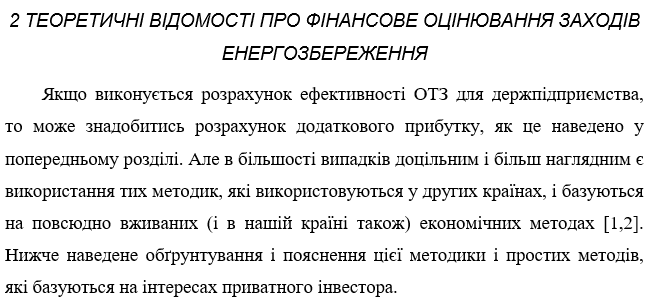 2 ТЕОРЕТИЧНІ ВІДОМОСТІ ПРО ФІНАНСОВЕ ОЦІНЮВАННЯ ЗАХОДІВ
ЕНЕРГОЗБЕРЕЖЕННЯ
Якщо виконується розрахунок ефективності ОТЗ для держпідприємства,
то може знадобитись розрахунок додаткового прибутку, як це наведено у
попередньому розділі. Але в більшості випадків доцільним і більш наглядним є
використання тих методик, які використовуються у других країнах, і базуються
на повсюдно вживаних (і в нашій країні також) економічних методах [1,2].
Нижче наведене обґрунтування і пояснення цієї методики і простих методів,
які базуються на інтересах приватного інвестора.